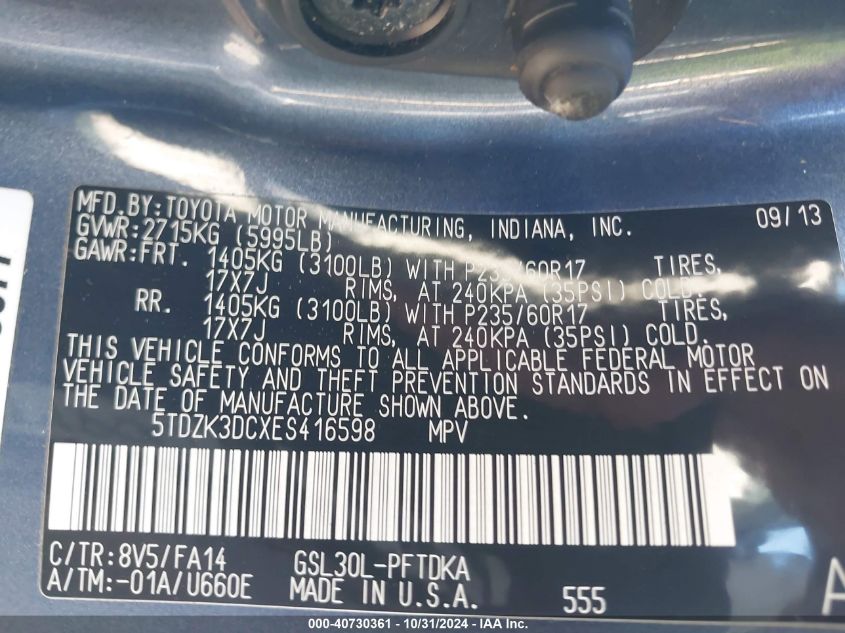 MFD. BY: TOYOTA MOTOR MANUFACTURING, INDIANA, INC. 09/13
GVWR: 2715KG (5995LB)
GAWR: FRT. 1405KG (3100LB) WITH P235/60R17 TIRES,
17X7J RIMS, AT 240KPA (35PSI) COLD.
RR. 1405KG (3100LB) WITH P235/60R17 TIRES,
17X7J RIMS, AT 240KPA (35PSI) COLD.
THIS VEHICLE CONFORMS TO ALL APPLICABLE FEDERAL MOTOR
VEHICLE SAFETY AND THEFT PREVENTION STANDARDS IN EFFECT ON
THE DATE OF MANUFACTURE SHOWN ABOVE.
5TDZK3DCXES416598 MPV
C/TR: 8V5/FA14 GSL30L-PFTDKA
A/TM: -01A/U660E MADE IN U.S.A. 555
000-40730361 - 10/31/2024 - IAA Inc.